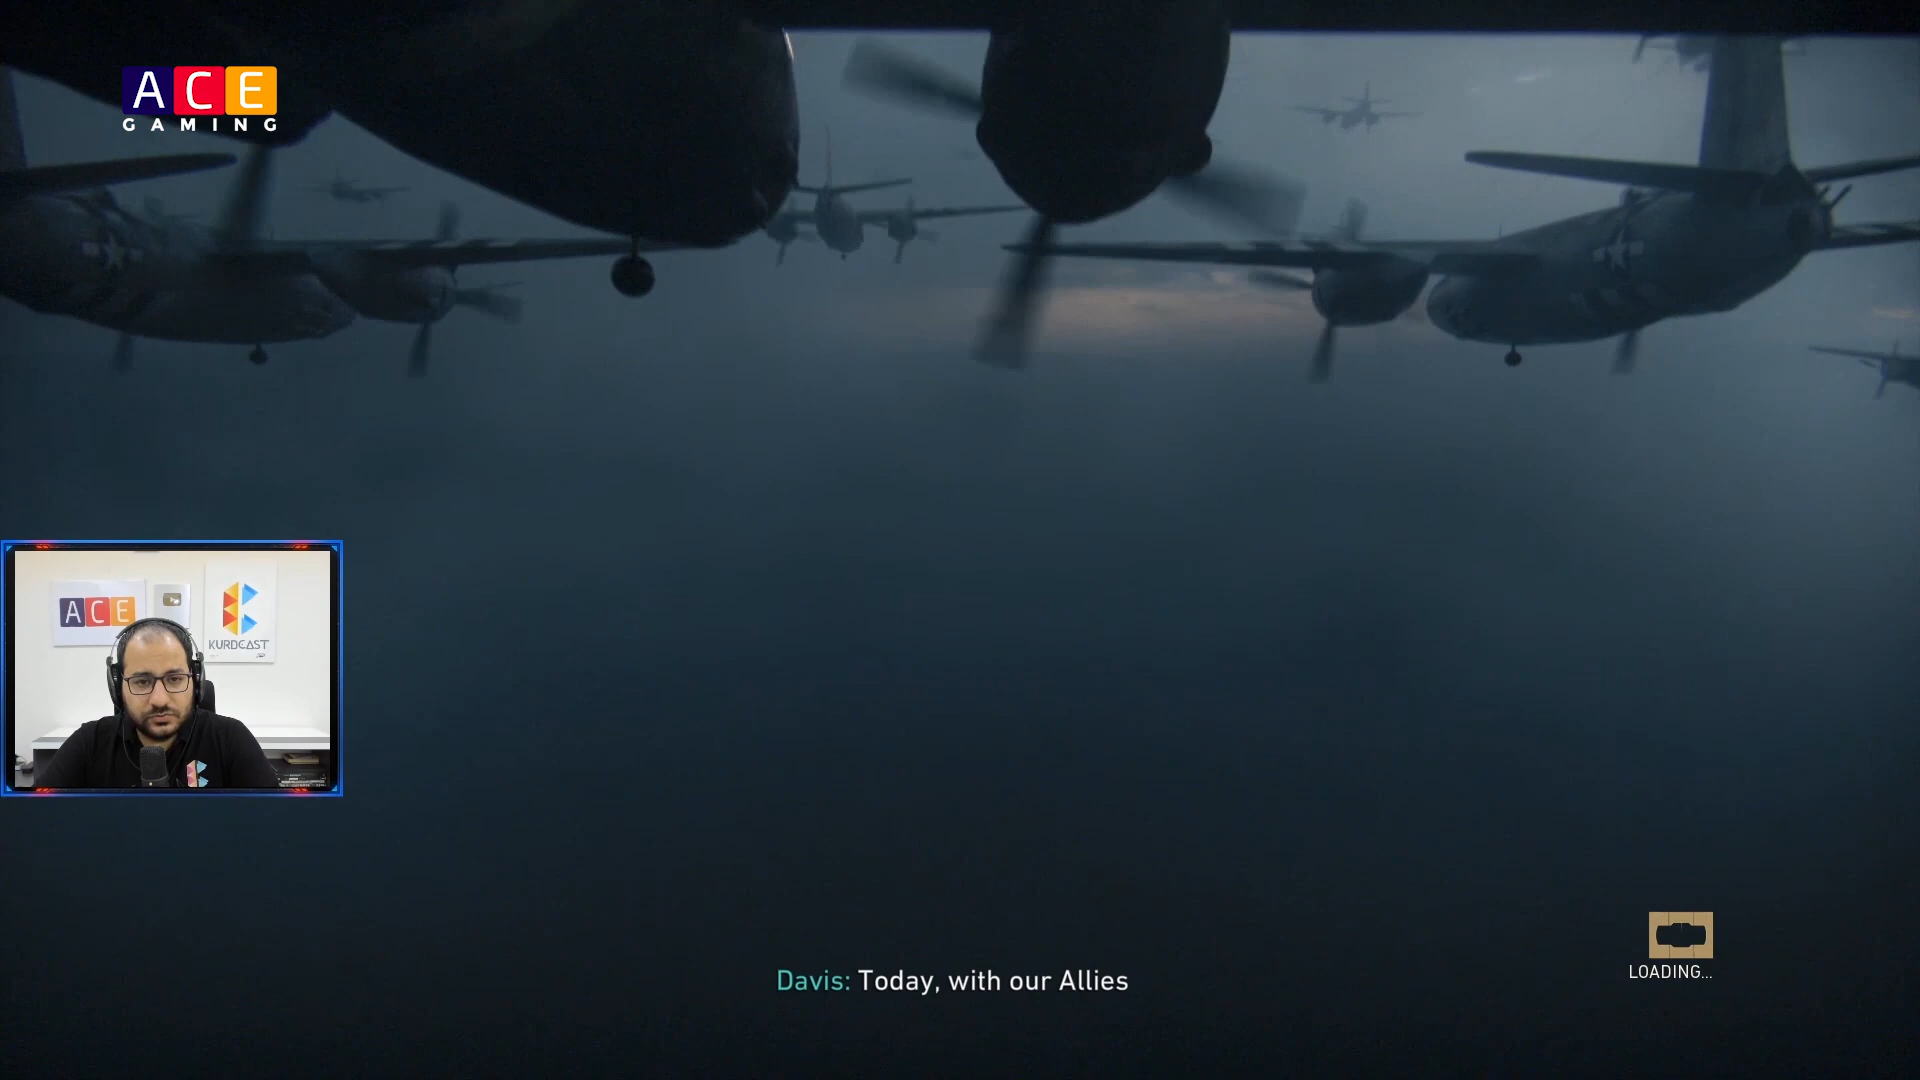 ACE
GAMING
ACE
KURDCAST
Davis: Today, with our Allies
LOADING...